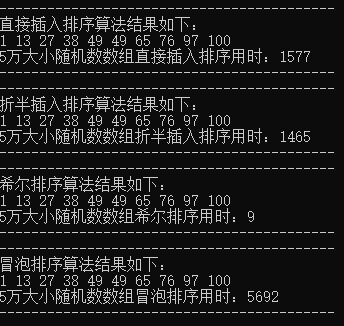 --------------------------------------------
直接插入排序算法结果如下:
1 13 27 38 49 49 65 76 97 100
5万大小随机数数组直接插入排序用时: 1577
--------------------------------------------
--------------------------------------------
折半插入排序算法结果如下:
1 13 27 38 49 49 65 76 97 100
5万大小随机数数组折半插入排序用时: 1465
--------------------------------------------
--------------------------------------------
希尔排序算法结果如下:
1 13 27 38 49 49 65 76 97 100
5万大小随机数数组希尔排序用时: 9
--------------------------------------------
--------------------------------------------
冒泡排序算法结果如下:
1 13 27 38 49 49 65 76 97 100
5万大小随机数数组冒泡排序用时: 5692
--------------------------------------------